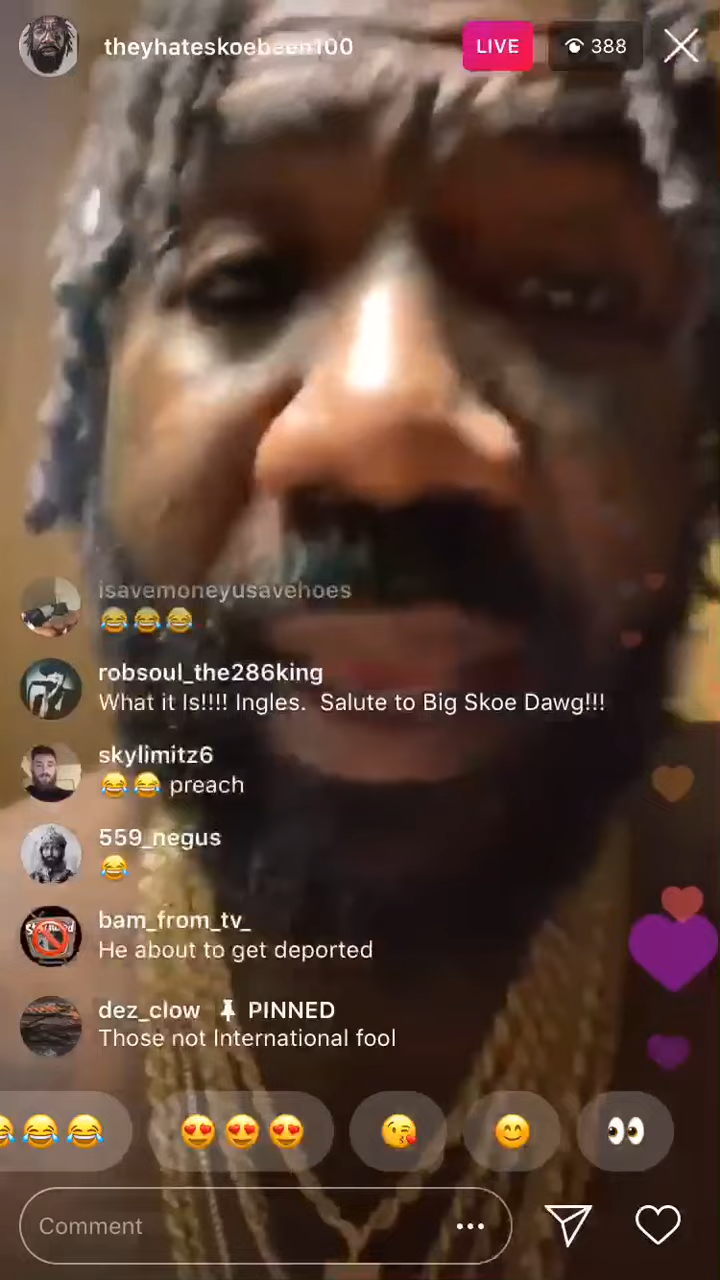 theyhateskoebeen100
LIVE
388
isavemoneyusavehoes
😂😂😂
robsoul_the286king
What it Is!!!! Ingles. Salute to Big Skoe Dawg!!!
skylimitz6
😂😂 preach
559_negus
😂
bam_from_tv_
He about to get deported
dez_clow PINNED
Those not International fool
Comment